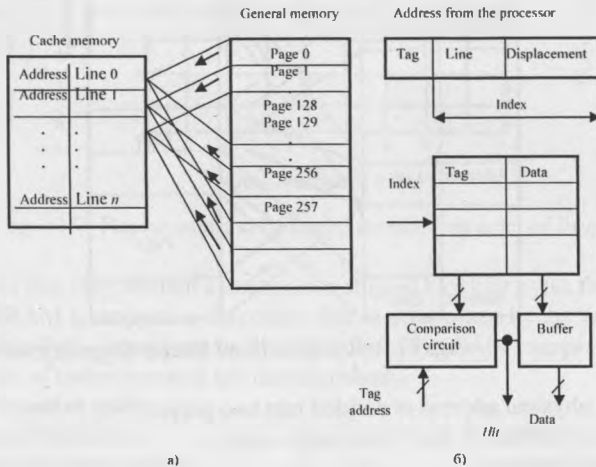 General memory
Address from the processor
Cache memory
Address Line 0
Address Line 1
Address Line n
Page 0
Page 1
Page 128
Page 129
Page 256
Page 257
Tag Line Displacement
Index
Index
Tag Data
Comparison circuit
Buffer
Tag address
Hit
Data
a)
б)